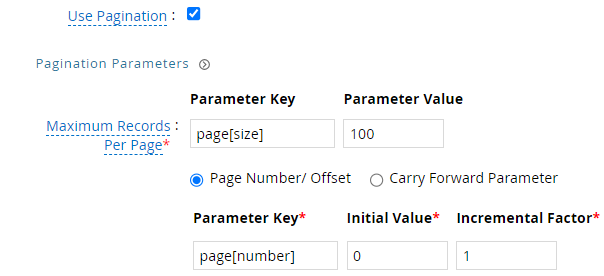 Use Pagination :
Pagination Parameters
Parameter Key Parameter Value
Maximum Records :
Per Page*
page[size] 100
Page Number/ Offset Carry Forward Parameter
Parameter Key* Initial Value* Incremental Factor*
page[number] 0 1